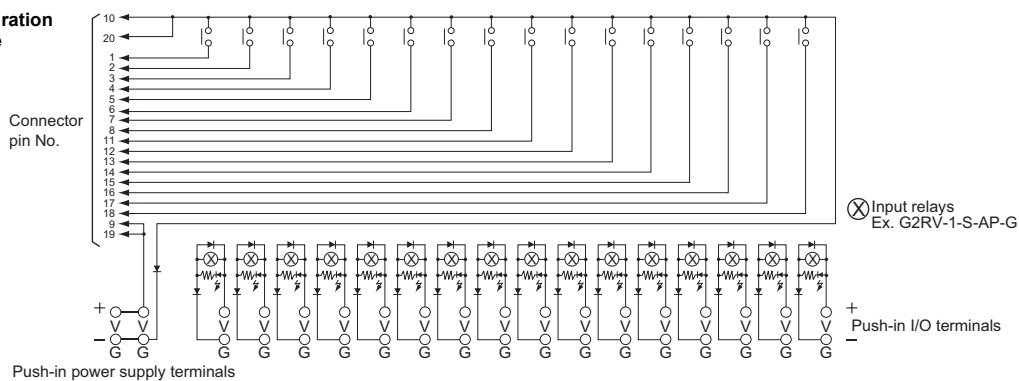 ration
e
10
20
1
2
3
4
5
6
7
8
11
12
13
14
15
16
17
18
9
19
Connector
pin No.
Input relays
Ex. G2RV-1-S-AP-G
+ V V V V V V V V V V V V V V V V V V +
Push-in I/O terminals
− G G G G G G G G G G G G G G G G G G −
Push-in power supply terminals